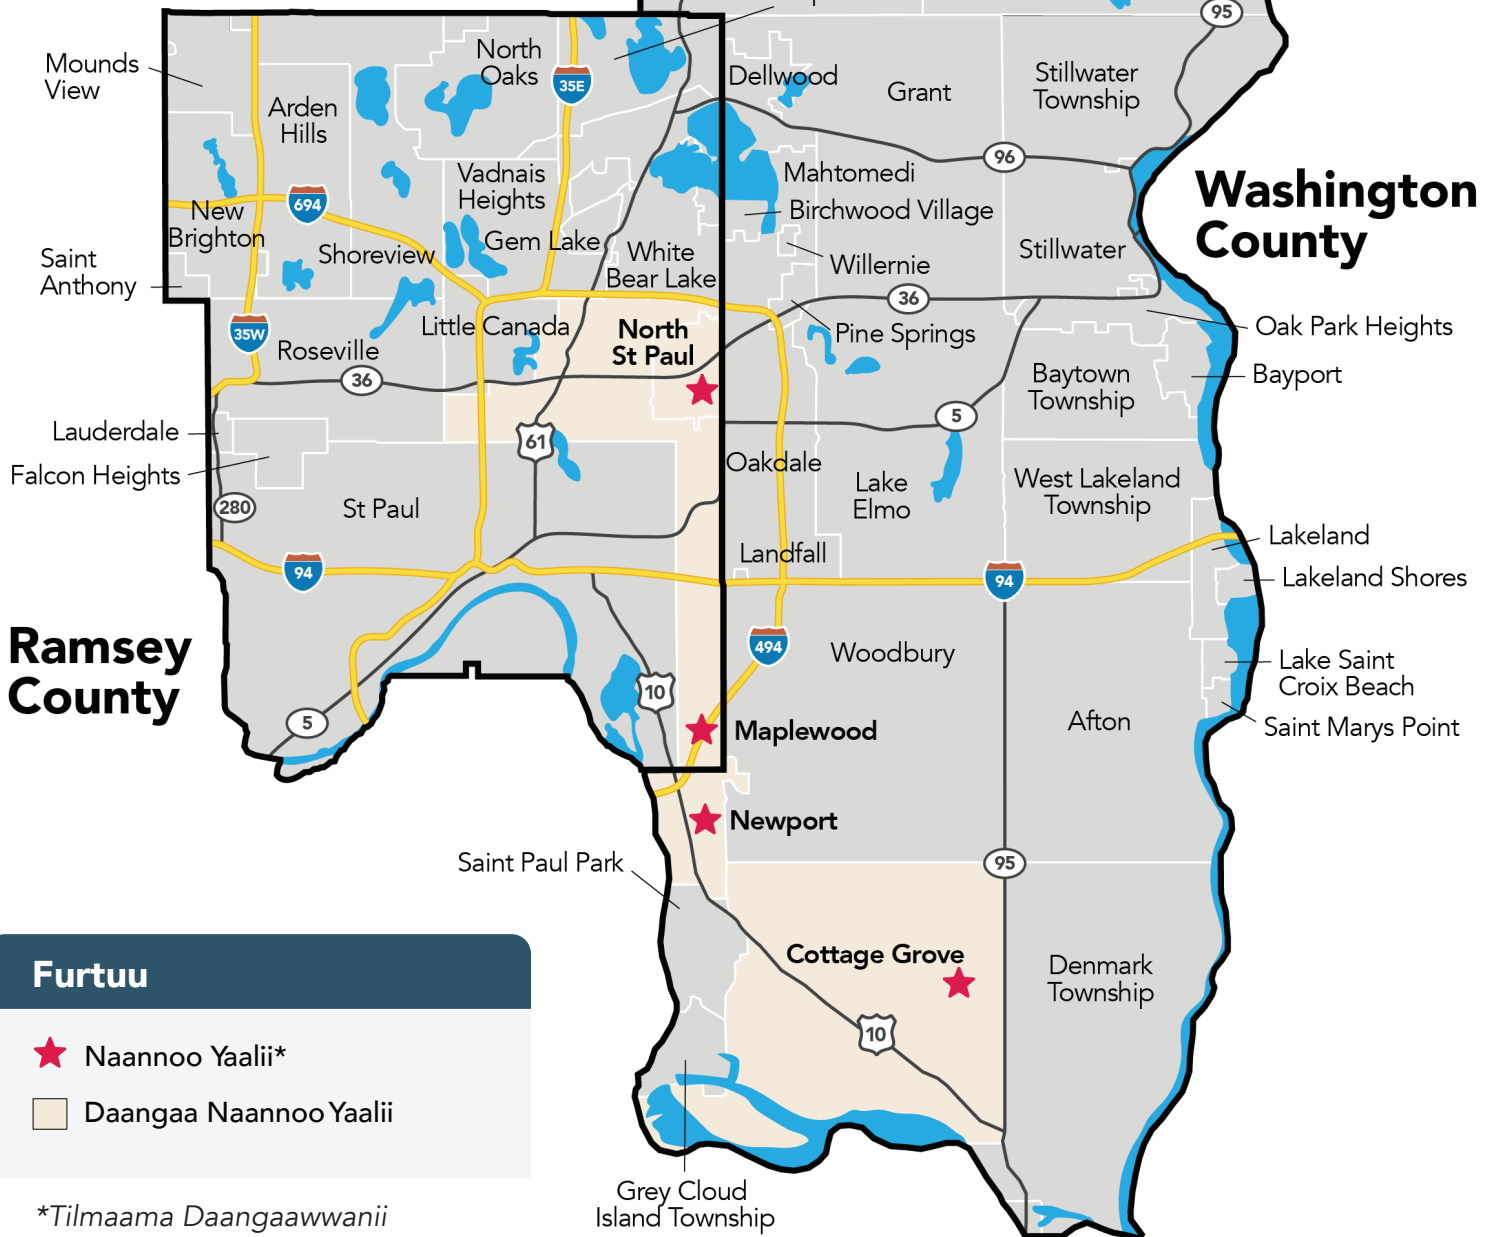 95
Mounds
View
North
Oaks
35E
Dellwood
Grant
Stillwater
Township
Arden
Hills
96
Vadnais
Heights
Mahtomedi
Washington
County
694
New
Brighton
Birchwood Village
Shoreview
Gem Lake
White
Bear Lake
Stillwater
Saint
Anthony
Willernie
36
35W
Little Canada
North
St Paul
Pine Springs
Oak Park Heights
Roseville
36
Baytown
Township
Bayport
5
Lauderdale
61
Falcon Heights
Oakdale
Lake
Elmo
West Lakeland
Township
280
St Paul
Lakeland
Landfall
94
94
Lakeland Shores
Ramsey
County
494
Woodbury
Lake Saint
Croix Beach
10
5
Maplewood
Afton
Saint Marys Point
Newport
Saint Paul Park
95
Cottage Grove
Denmark
Township
10
Furtuu
Naannoo Yaalii*
Daangaa Naannoo Yaalii
*Tilmaama Daangaawwanii
Grey Cloud
Island Township